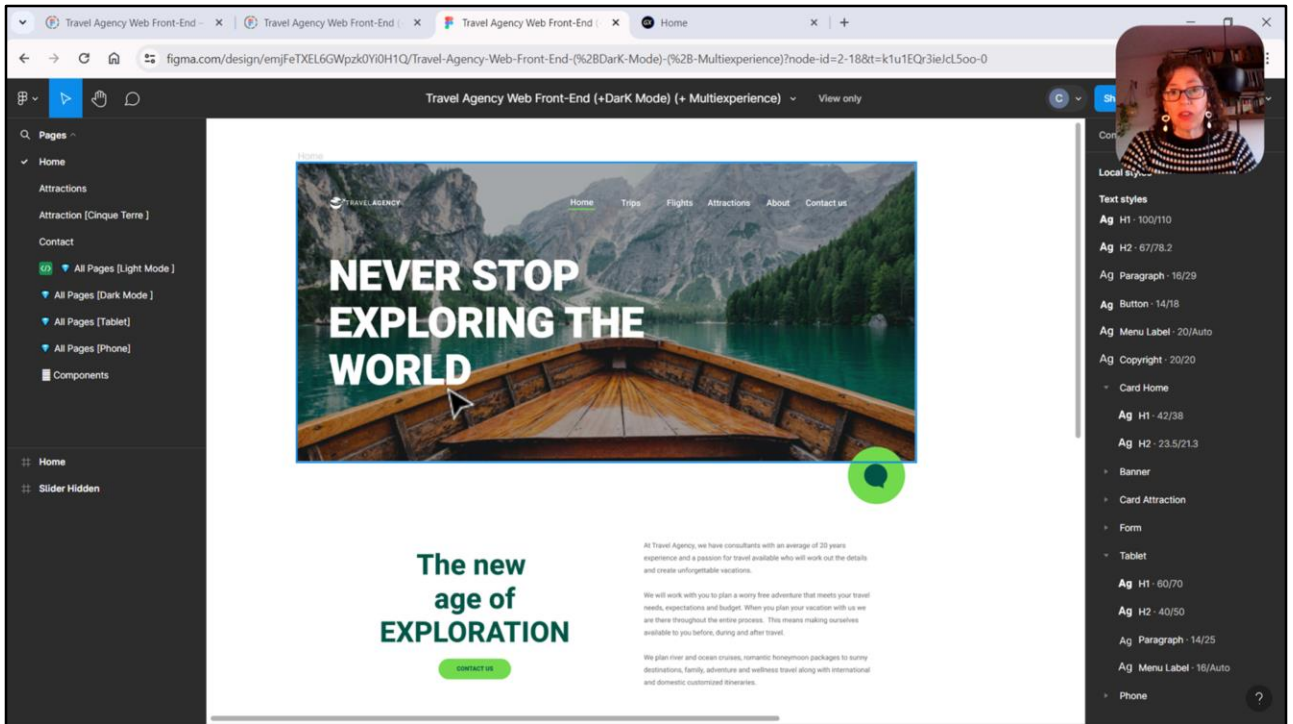 Travel Agency Web Front-End –
Travel Agency Web Front-End (
Travel Agency Web Front-End (
GX Home
figma.com/design/emjFeTXEL6GWpzk0Yi0H1Q/Travel-Agency-Web-Front-End-(%2BDarK-Mode)-(%2B-Multiexperience)?node-id=2-18&t=k1u1EQr3ieJcL5oo-0
Travel Agency Web Front-End (+DarK Mode) (+ Multiexperience)
View only
C
Sh
Pages
Home
Attractions
Attraction [Cinque Terre ]
Contact
All Pages [Light Mode ]
All Pages [Dark Mode ]
All Pages [Tablet]
All Pages [Phone]
Components
Home
Slider Hidden
Home
TRAVELAGENCY
Home Trips Flights Attractions About Contact us
NEVER STOP
EXPLORING THE
WORLD
The new
age of
EXPLORATION
CONTACT US
At Travel Agency, we have consultants with an average of 20 years
experience and a passion for travel available who will work out the details
and create unforgettable vacations.
We will work with you to plan a worry free adventure that meets your travel
needs, expectations and budget. When you plan your vacation with us we
are there throughout the entire process. This means making ourselves
available to you before, during and after travel.
We plan river and ocean cruises, romantic honeymoon packages to sunny
destinations, family, adventure and wellness travel along with international
and domestic customized itineraries.
Com
Local styles
Text styles
Ag H1 · 100/110
Ag H2 · 67/78.2
Ag Paragraph · 16/29
Ag Button · 14/18
Ag Menu Label · 20/Auto
Ag Copyright · 20/20
Card Home
Ag H1 · 42/38
Ag H2 · 23.5/21.3
Banner
Card Attraction
Form
Tablet
Ag H1 · 60/70
Ag H2 · 40/50
Ag Paragraph · 14/25
Ag Menu Label · 16/Auto
Phone
?